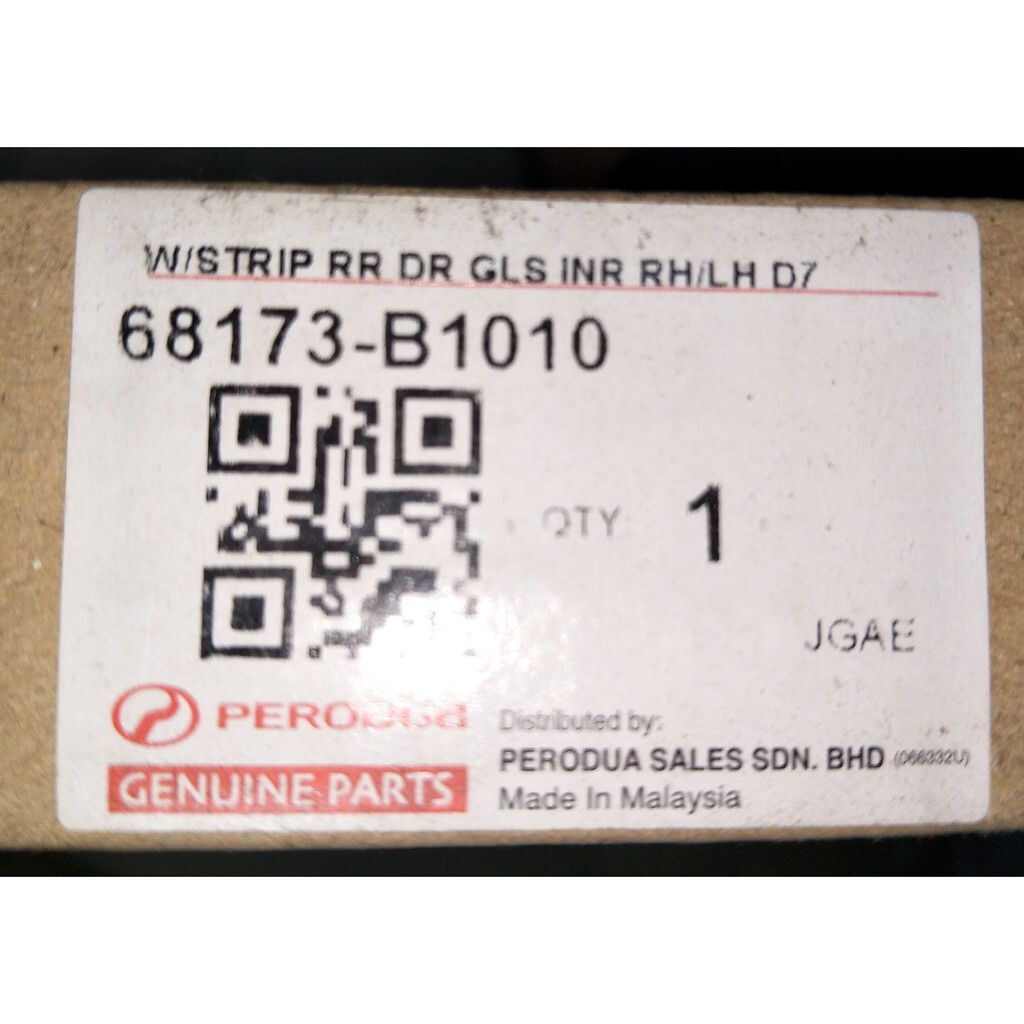 W/STRIP RR DR GLS INR RH/LH D7
68173-B1010
QTY 1
JGAE
PERODUA
GENUINE PARTS
Distributed by:
PERODUA SALES SDN. BHD (066332U)
Made In Malaysia